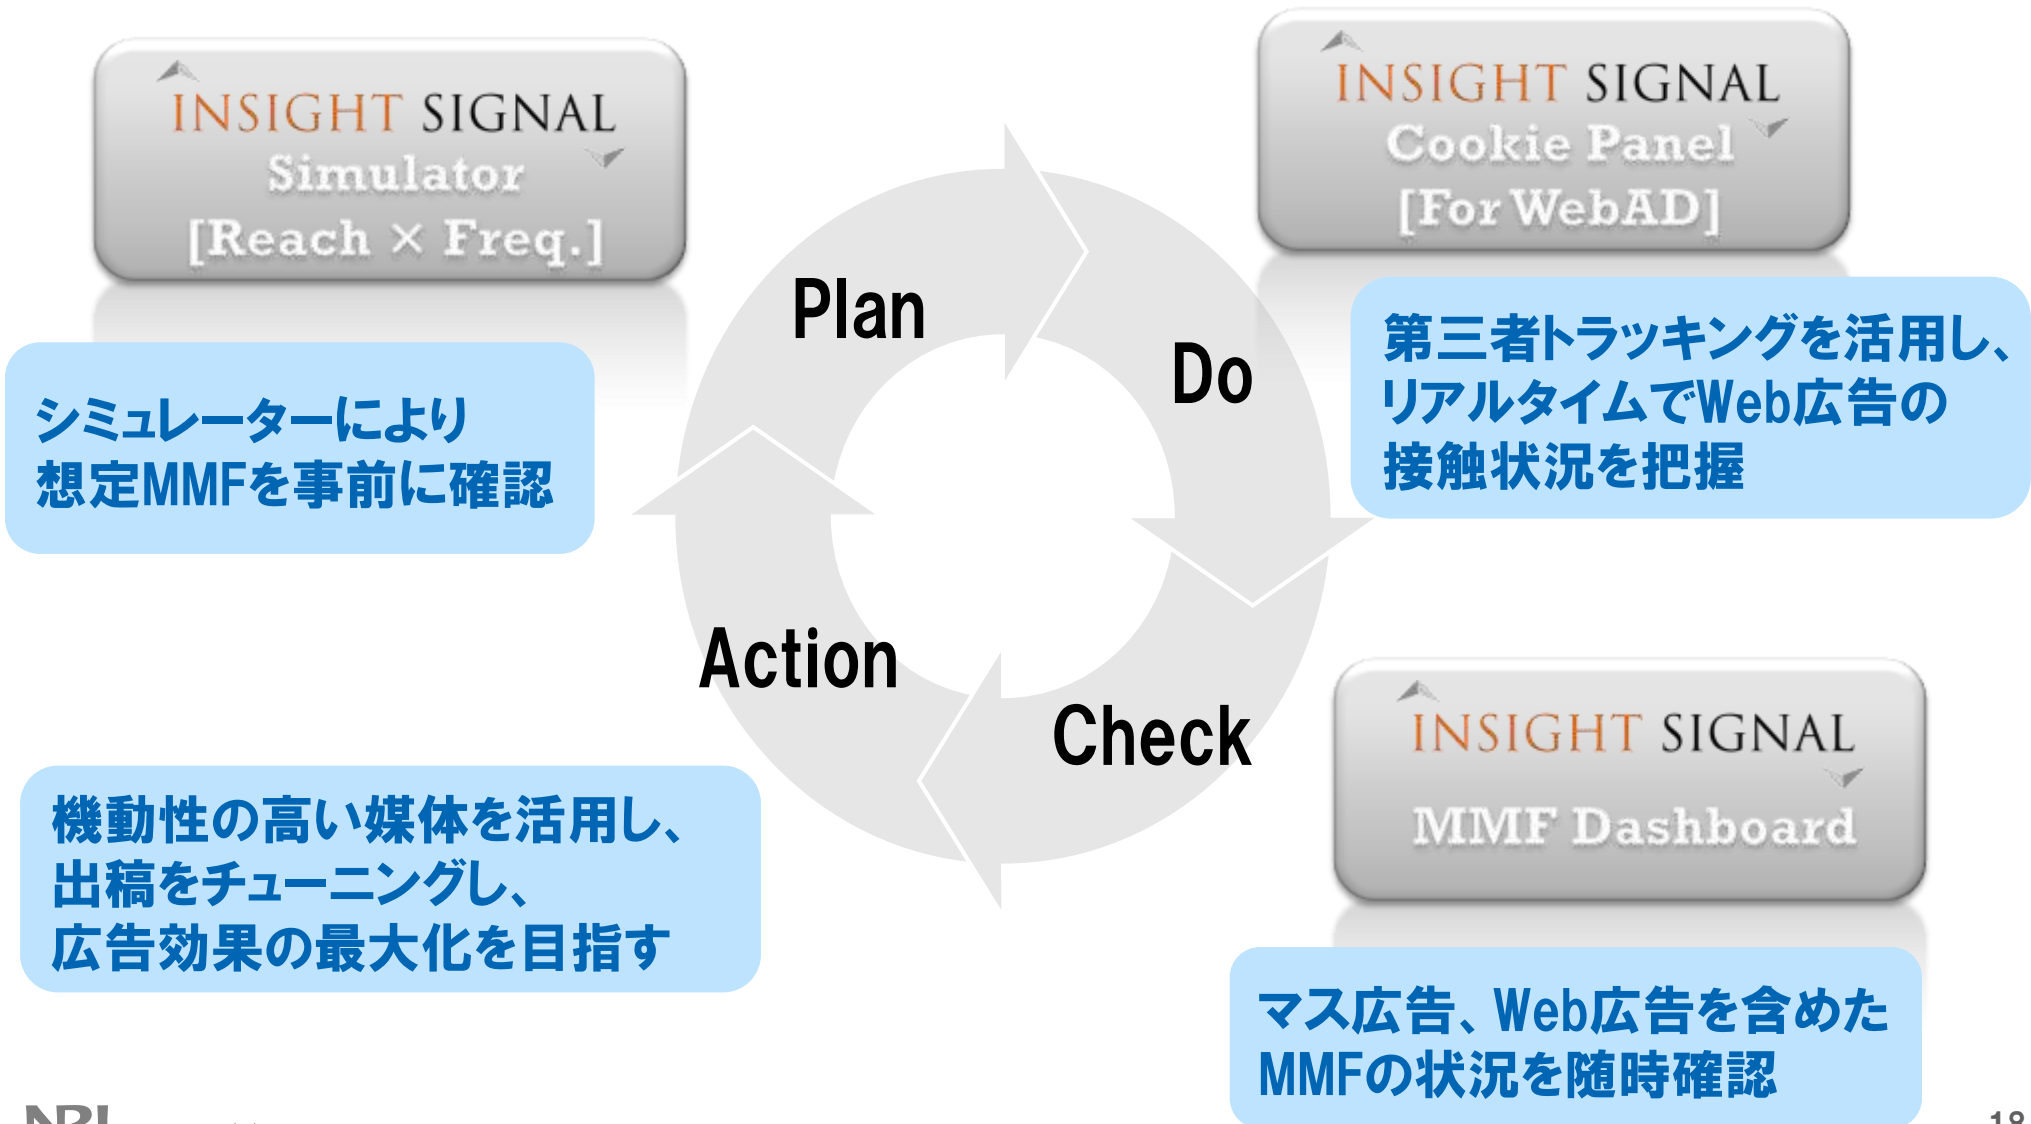 INSIGHT SIGNAL
Simulator
[Reach × Freq.]
シミュレーターにより
想定MMFを事前に確認
Plan
INSIGHT SIGNAL
Cookie Panel
[For WebAD]
第三者トラッキングを活用し、
リアルタイムでWeb広告の
接触状況を把握
Do
Action
機動性の高い媒体を活用し、
出稿をチューニングし、
広告効果の最大化を目指す
Check
INSIGHT SIGNAL
MMF Dashboard
マス広告、Web広告を含めた
MMFの状況を随時確認
NRI